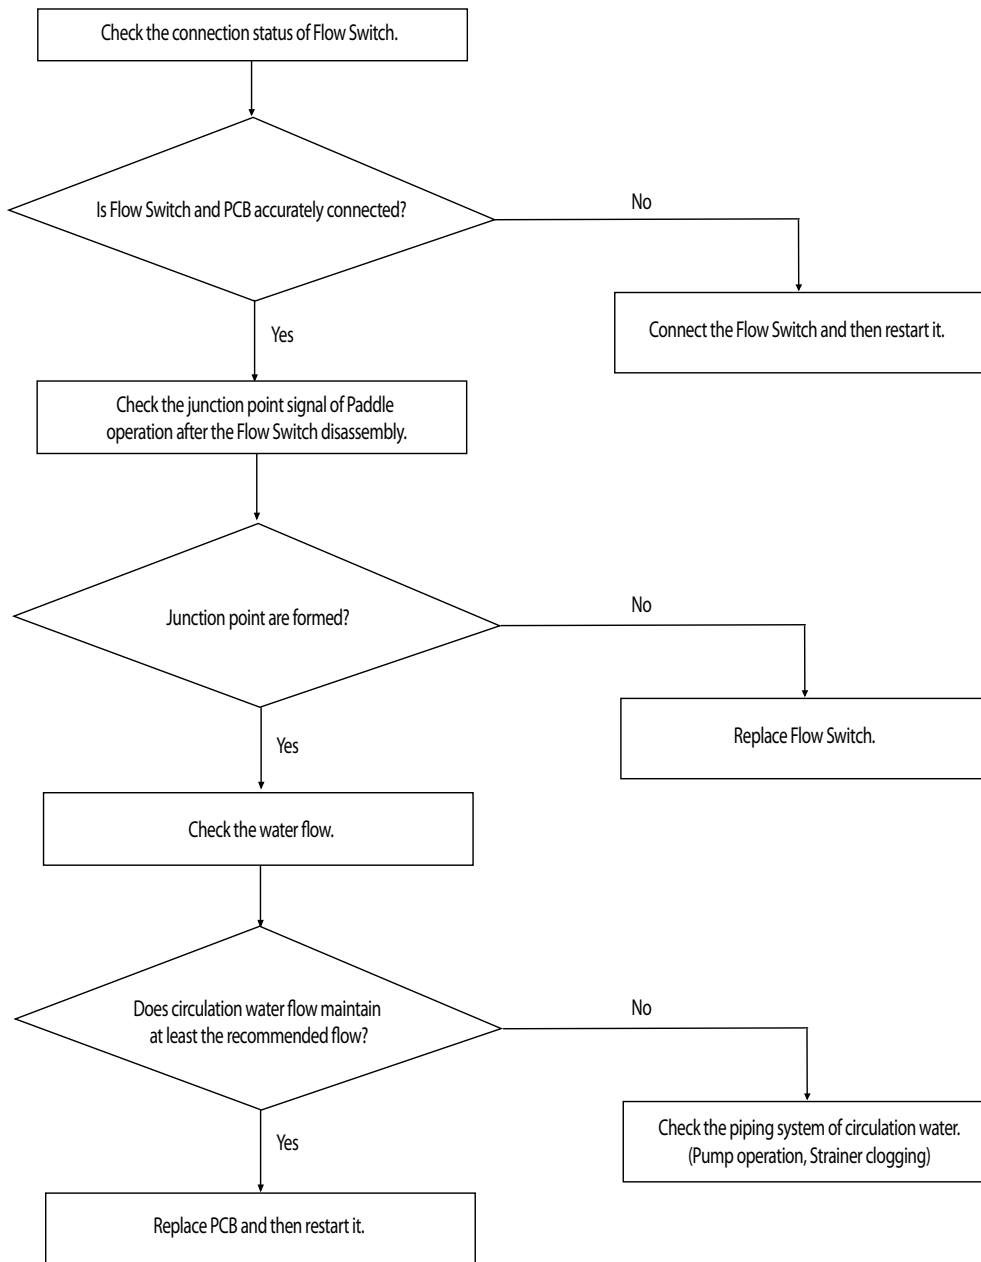 Check the connection status of Flow Switch.
Is Flow Switch and PCB accurately connected?
No
Connect the Flow Switch and then restart it.
Yes
Check the junction point signal of Paddle
operation after the Flow Switch disassembly.
Junction point are formed?
No
Replace Flow Switch.
Yes
Check the water flow.
Does circulation water flow maintain
at least the recommended flow?
No
Check the piping system of circulation water.
(Pump operation, Strainer clogging)
Yes
Replace PCB and then restart it.